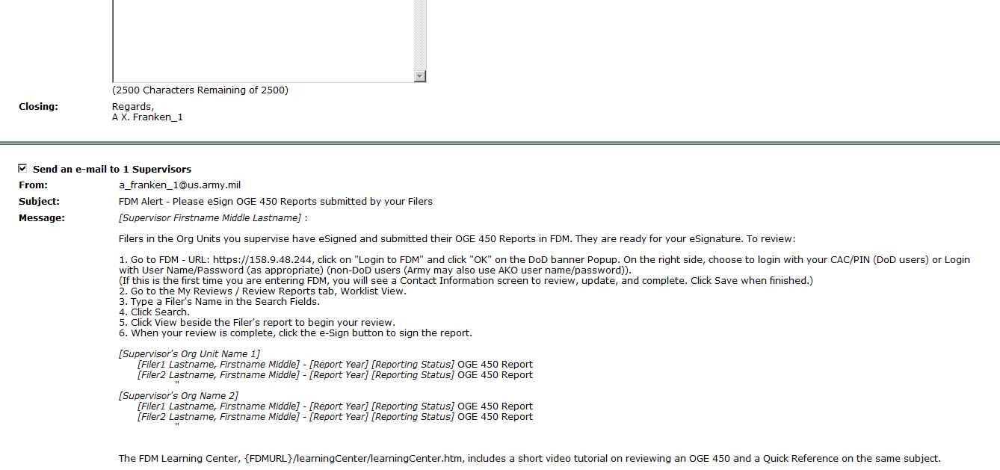 (2500 Characters Remaining of 2500)
Closing: Regards,
A X. Franken_1
Send an e-mail to 1 Supervisors
From: a_franken_1@us.army.mil
Subject: FDM Alert - Please eSign OGE 450 Reports submitted by your Filers
Message: [Supervisor Firstname Middle Lastname] :
Filers in the Org Units you supervise have eSigned and submitted their OGE 450 Reports in FDM. They are ready for your eSignature. To review:
1. Go to FDM - URL: https://158.9.48.244, click on "Login to FDM" and click "OK" on the DoD banner Popup. On the right side, choose to login with your CAC/PIN (DoD users) or Login
with User Name/Password (as appropriate) (non-DoD users (Army may also use AKO user name/password)).
(If this is the first time you are entering FDM, you will see a Contact Information screen to review, update, and complete. Click Save when finished.)
2. Go to the My Reviews / Review Reports tab, Worklist View.
3. Type a Filer's Name in the Search Fields.
4. Click Search.
5. Click View beside the Filer's report to begin your review.
6. When your review is complete, click the e-Sign button to sign the report.
[Supervisor's Org Unit Name 1]
[Filer1 Lastname, Firstname Middle] - [Report Year] [Reporting Status] OGE 450 Report
[Filer2 Lastname, Firstname Middle] - [Report Year] [Reporting Status] OGE 450 Report
"
[Supervisor's Org Name 2]
[Filer1 Lastname, Firstname Middle] - [Report Year] [Reporting Status] OGE 450 Report
[Filer2 Lastname, Firstname Middle] - [Report Year] [Reporting Status] OGE 450 Report
"
The FDM Learning Center, {FDMURL}/learningCenter/learningCenter.htm, includes a short video tutorial on reviewing an OGE 450 and a Quick Reference on the same subject.